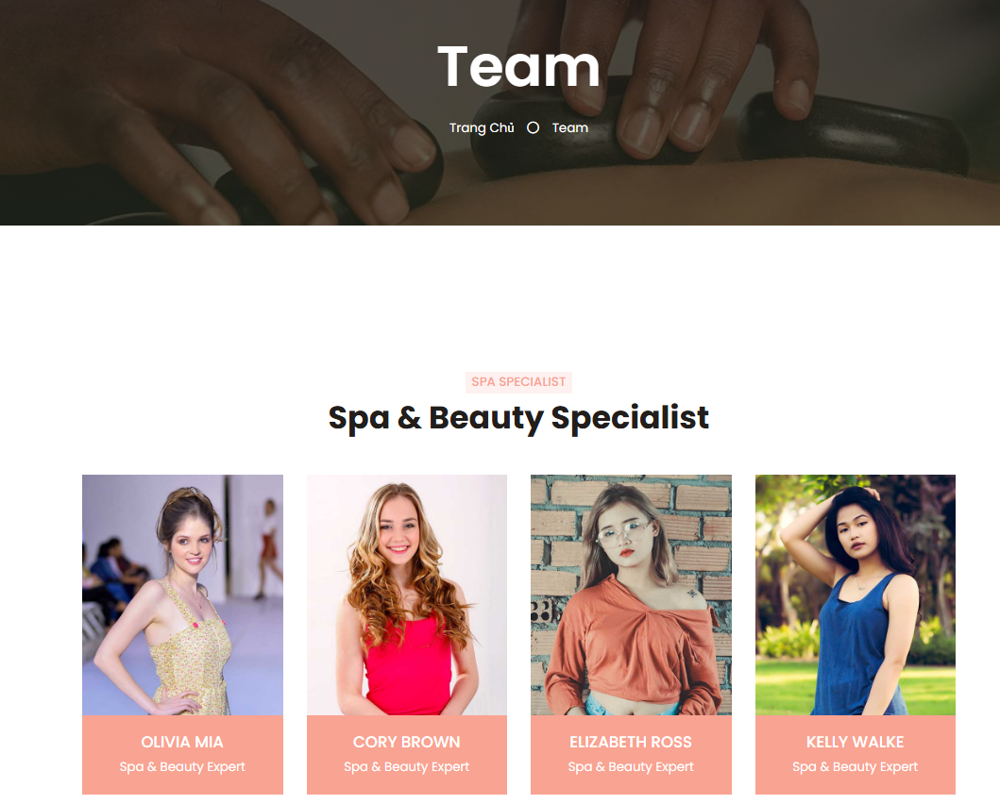 Team
Trang Chủ Team
SPA SPECIALIST
Spa & Beauty Specialist
OLIVIA MIA
Spa & Beauty Expert
CORY BROWN
Spa & Beauty Expert
ELIZABETH ROSS
Spa & Beauty Expert
KELLY WALKE
Spa & Beauty Expert